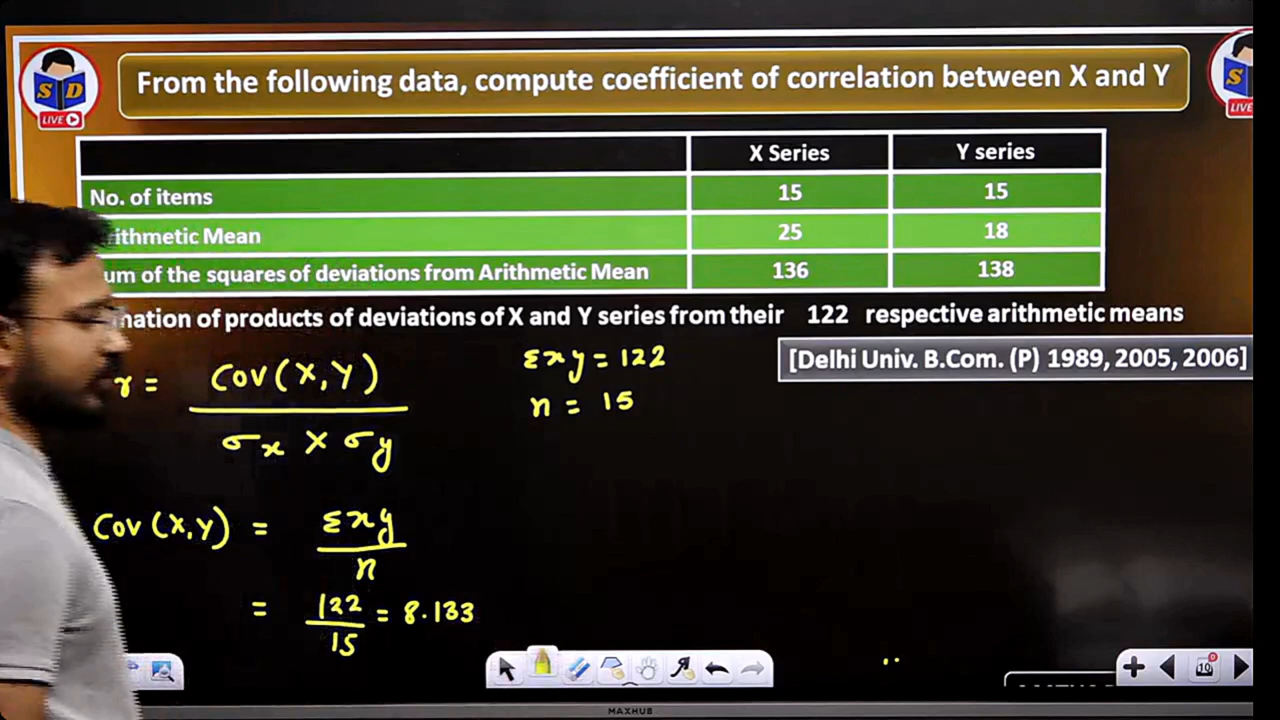 From the following data, compute coefficient of correlation between X and Y
S D
LIVE
S
LIVE
X Series Y series
No. of items 15 15
rithmetic Mean 25 18
um of the squares of deviations from Arithmetic Mean 136 138
mation of products of deviations of X and Y series from their 122 respective arithmetic means
[Delhi Univ. B.Com. (P) 1989, 2005, 2006]
r = Cov(X,Y) / σx × σy
Σxy = 122
n = 15
Cov(X,Y) = Σxy / n
= 122 / 15 = 8.133
10
MAXHUB